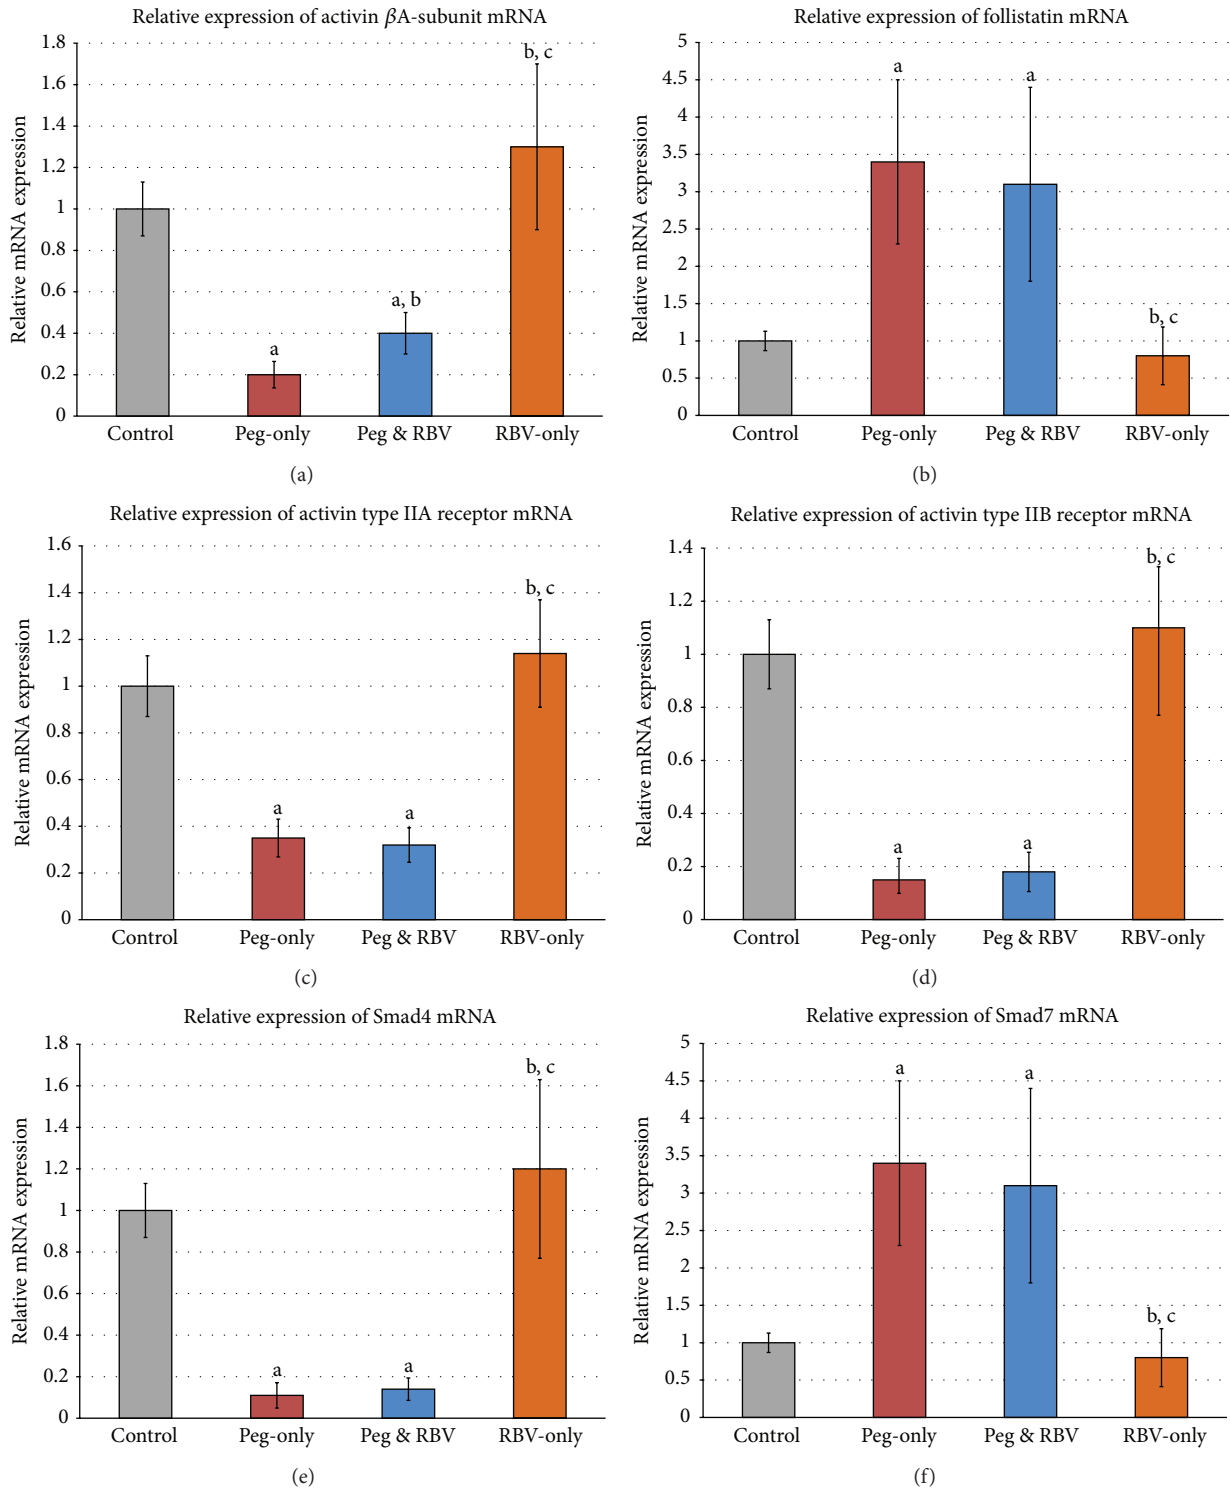 Relative expression of activin βA-subunit mRNA
Relative mRNA expression
1.8
1.6
1.4
1.2
1
0.8
0.6
0.4
0.2
0
a
a, b
b, c
Control Peg-only Peg & RBV RBV-only
(a)
Relative expression of follistatin mRNA
Relative mRNA expression
5
4.5
4
3.5
3
2.5
2
1.5
1
0.5
0
a
a
b, c
Control Peg-only Peg & RBV RBV-only
(b)
Relative expression of activin type IIA receptor mRNA
Relative mRNA expression
1.6
1.4
1.2
1
0.8
0.6
0.4
0.2
0
a
a
b, c
Control Peg-only Peg & RBV RBV-only
(c)
Relative expression of activin type IIB receptor mRNA
Relative mRNA expression
1.4
1.2
1
0.8
0.6
0.4
0.2
0
a
a
b, c
Control Peg-only Peg & RBV RBV-only
(d)
Relative expression of Smad4 mRNA
Relative mRNA expression
1.8
1.6
1.4
1.2
1
0.8
0.6
0.4
0.2
0
a
a
b, c
Control Peg-only Peg & RBV RBV-only
(e)
Relative expression of Smad7 mRNA
Relative mRNA expression
5
4.5
4
3.5
3
2.5
2
1.5
1
0.5
0
a
a
b, c
Control Peg-only Peg & RBV RBV-only
(f)